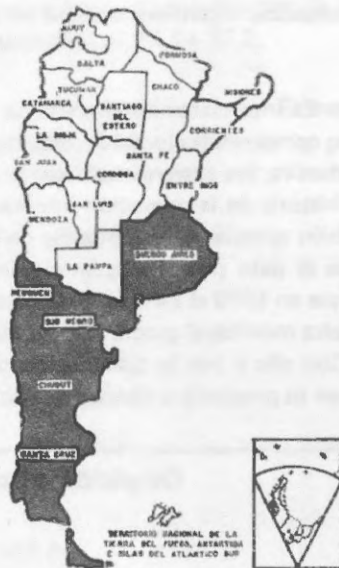 JUJUY
SALTA
FORMOSA
CHACO
TUCUMAN
MISIONES
CATAMARCA
SANTIAGO
DEL
ESTERO
CORRIENTES
LA RIOJA
SANTA FE
SAN JUAN
CORDOBA
ENTRE RIOS
SAN LUIS
MENDOZA
BUENOS AIRES
LA PAMPA
NEUQUEN
RIO NEGRO
CHUBUT
SANTA CRUZ
TERRITORIO NACIONAL DE LA
TIERRA DEL FUEGO, ANTARTIDA
E ISLAS DEL ATLANTICO SUR